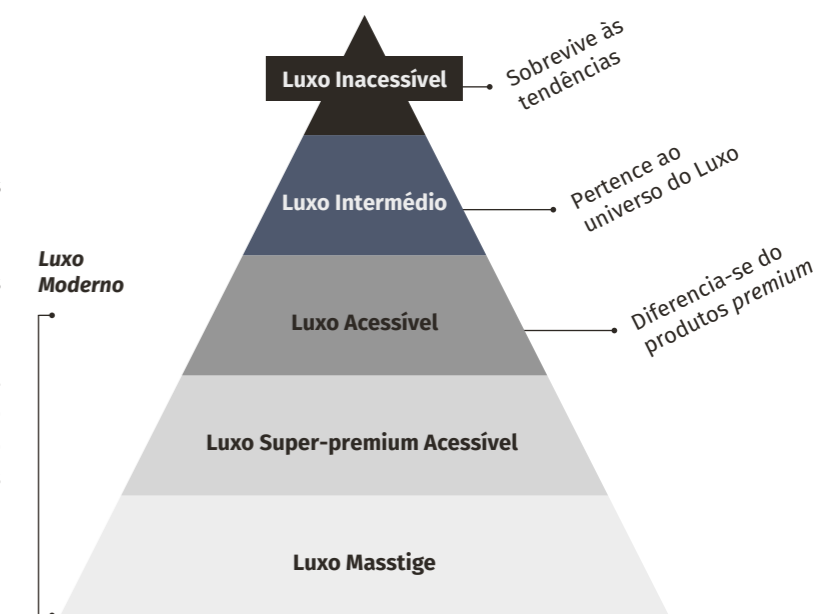 Luxo Inacessível
Sobrevive às
tendências
Luxo Intermédio
Pertence ao
universo do Luxo
Luxo
Moderno
Luxo Acessível
Diferencia-se do
produtos premium
Luxo Super-premium Acessível
Luxo Masstige